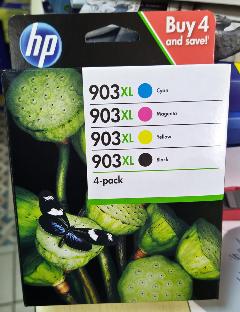 hp
Buy 4
and save!
903XL Cyan
903XL Magenta
903XL Yellow
903XL Black
4-pack